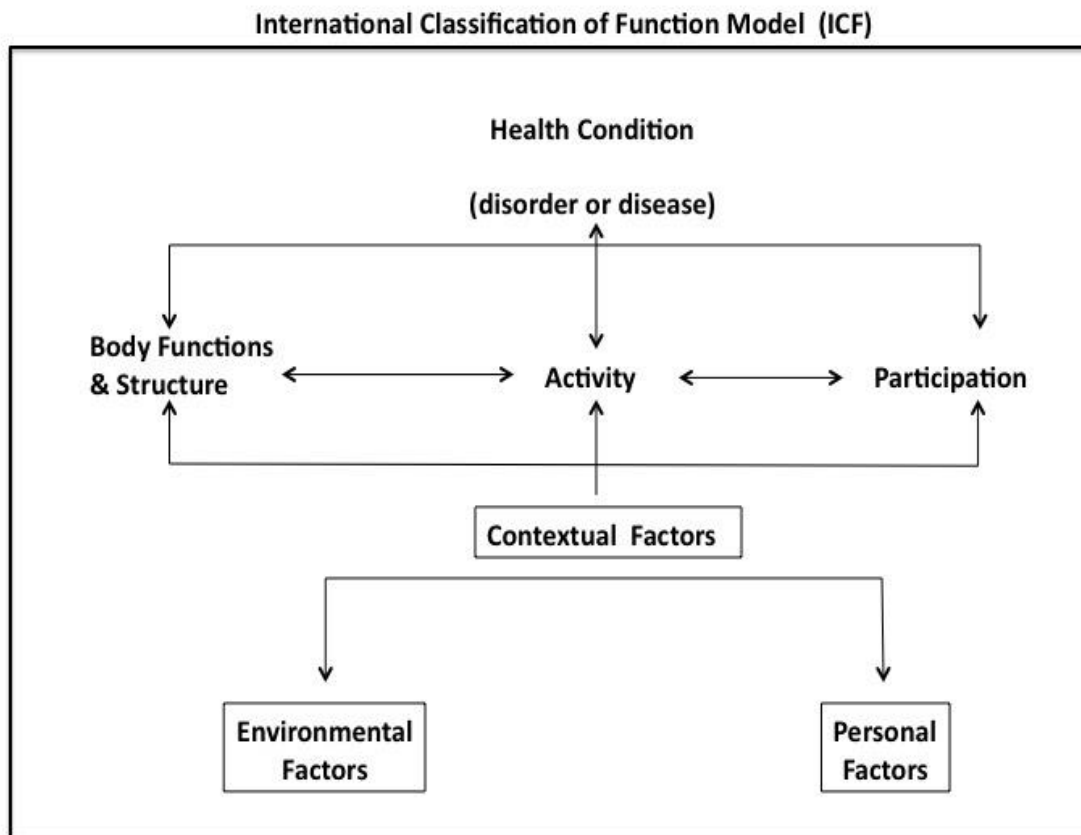 International Classification of Function Model (ICF)
Health Condition
(disorder or disease)
Body Functions
& Structure
Activity
Participation
Contextual Factors
Environmental
Factors
Personal
Factors